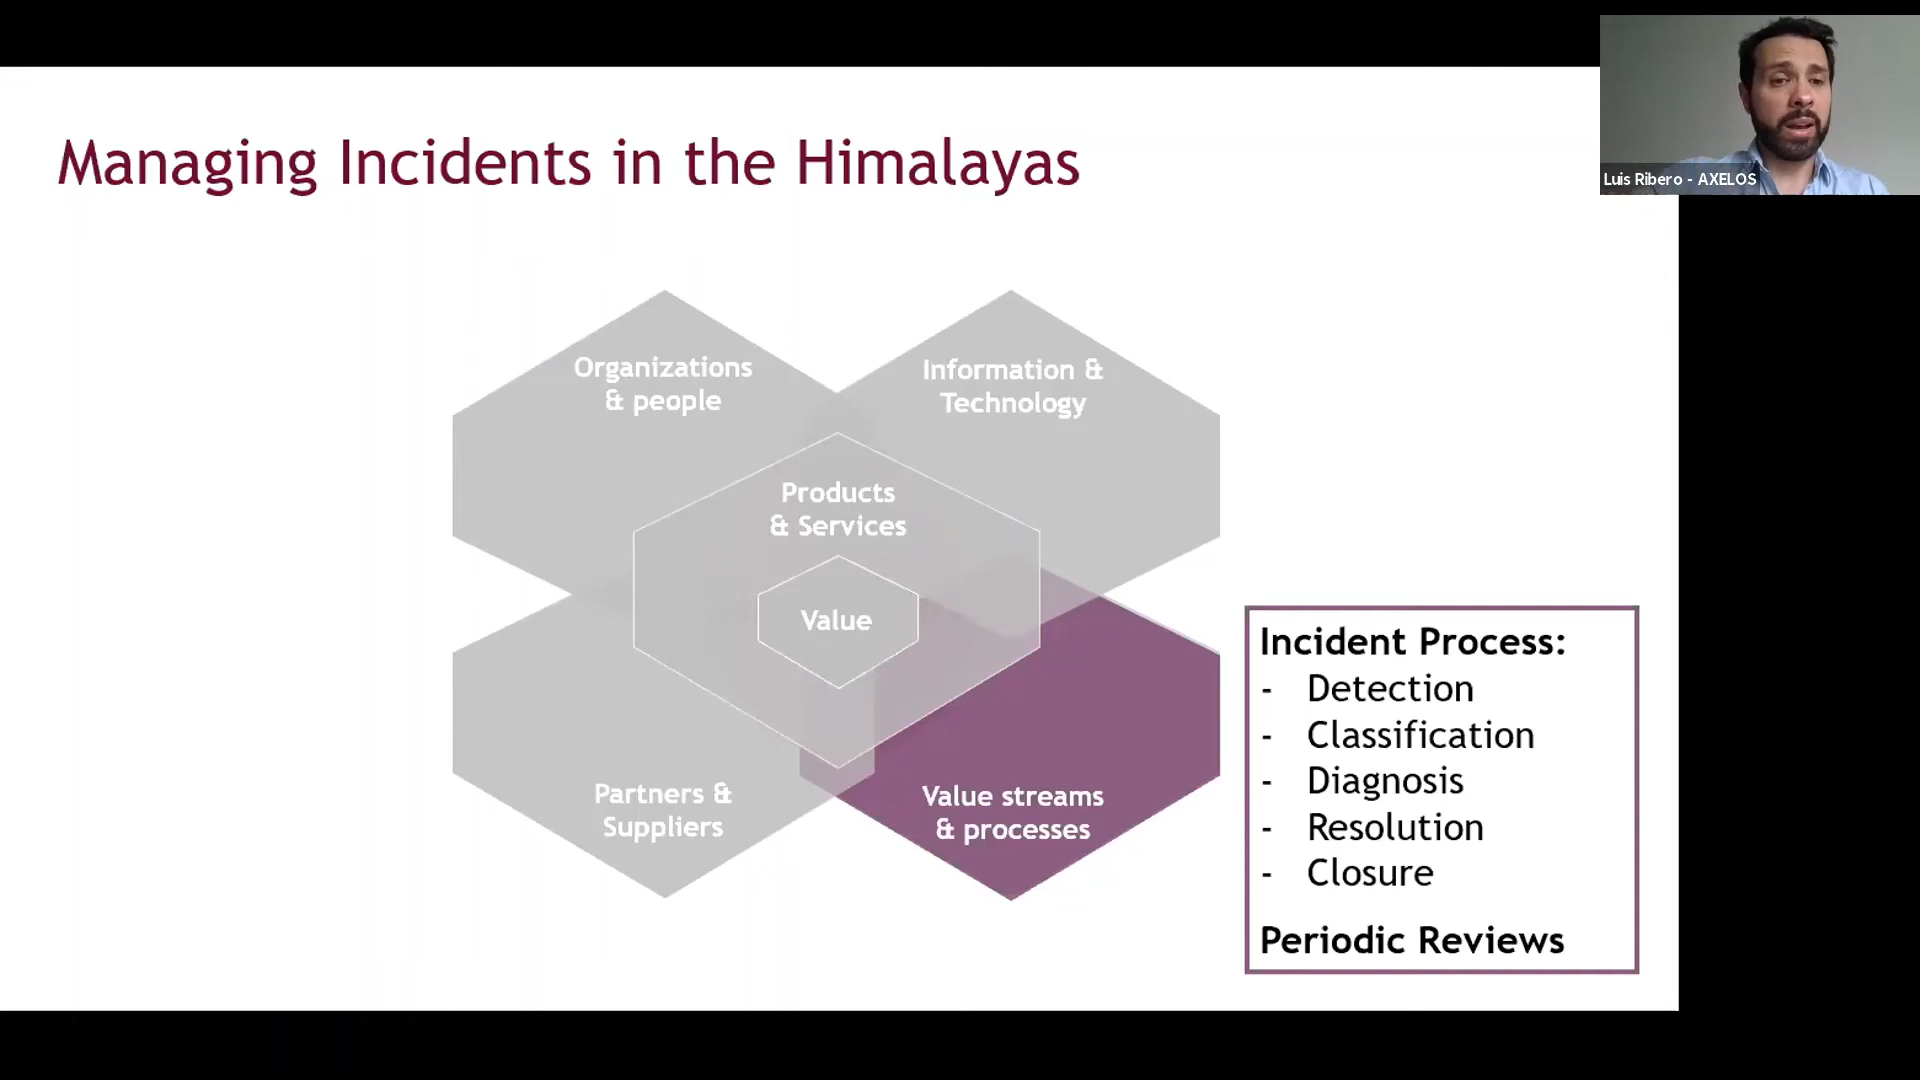 Managing Incidents in the Himalayas
Luis Ribero - AXELOS
Organizations
& people
Information &
Technology
Products
& Services
Value
Partners &
Suppliers
Value streams
& processes
Incident Process:
- Detection
- Classification
- Diagnosis
- Resolution
- Closure
Periodic Reviews